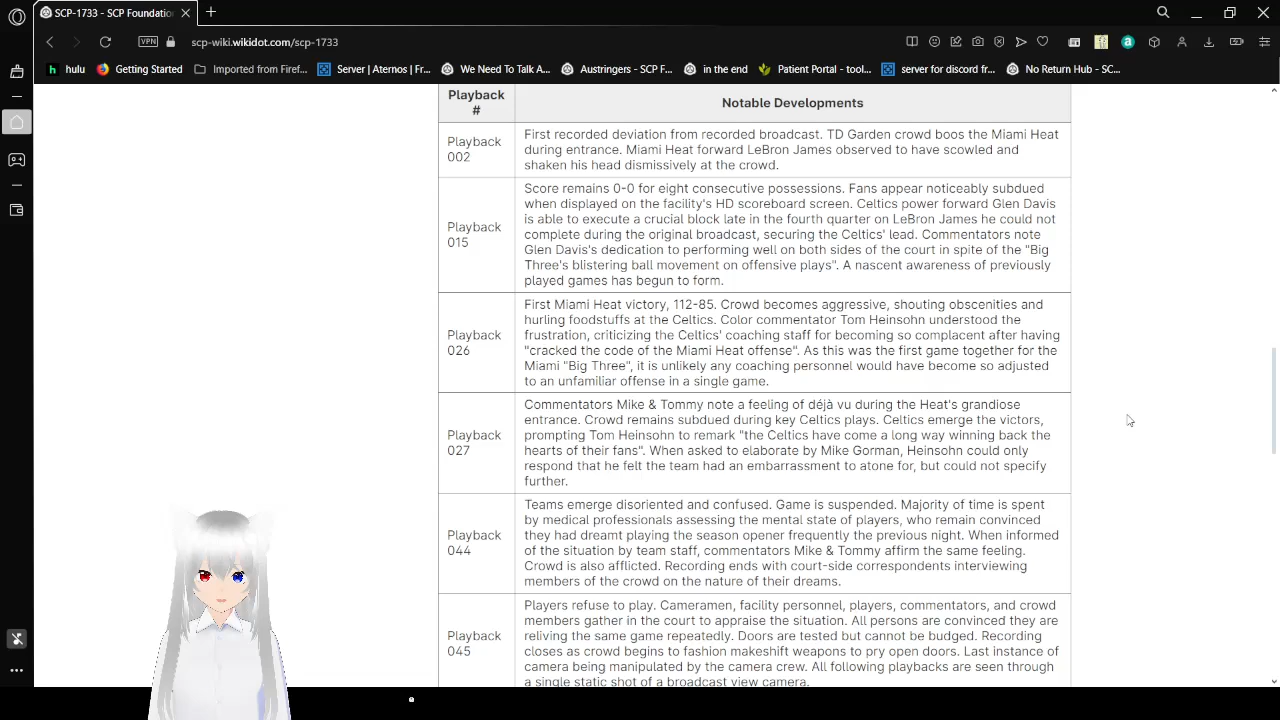 SCP-1733 - SCP Foundatio
scp-wiki.wikidot.com/scp-1733
VPN
hulu
Getting Started
Imported from Firef...
Server | Aternos | Fr...
We Need To Talk A...
Austringers - SCP F...
in the end
Patient Portal - tool...
server for discord fr...
No Return Hub - SC...
Playback
#
Notable Developments
Playback
002
First recorded deviation from recorded broadcast. TD Garden crowd boos the Miami Heat
during entrance. Miami Heat forward LeBron James observed to have scowled and
shaken his head dismissively at the crowd.
Playback
015
Score remains 0-0 for eight consecutive possessions. Fans appear noticeably subdued
when displayed on the facility's HD scoreboard screen. Celtics power forward Glen Davis
is able to execute a crucial block late in the fourth quarter on LeBron James he could not
complete during the original broadcast, securing the Celtics' lead. Commentators note
Glen Davis's dedication to performing well on both sides of the court in spite of the "Big
Three's blistering ball movement on offensive plays". A nascent awareness of previously
played games has begun to form.
Playback
026
First Miami Heat victory, 112-85. Crowd becomes aggressive, shouting obscenities and
hurling foodstuffs at the Celtics. Color commentator Tom Heinsohn understood the
frustration, criticizing the Celtics' coaching staff for becoming so complacent after having
"cracked the code of the Miami Heat offense". As this was the first game together for the
Miami "Big Three", it is unlikely any coaching personnel would have become so adjusted
to an unfamiliar offense in a single game.
Playback
027
Commentators Mike & Tommy note a feeling of déjà vu during the Heat's grandiose
entrance. Crowd remains subdued during key Celtics plays. Celtics emerge the victors,
prompting Tom Heinsohn to remark "the Celtics have come a long way winning back the
hearts of their fans". When asked to elaborate by Mike Gorman, Heinsohn could only
respond that he felt the team had an embarrassment to atone for, but could not specify
further.
Playback
044
Teams emerge disoriented and confused. Game is suspended. Majority of time is spent
by medical professionals assessing the mental state of players, who remain convinced
they had dreamt playing the season opener frequently the previous night. When informed
of the situation by team staff, commentators Mike & Tommy affirm the same feeling.
Crowd is also afflicted. Recording ends with court-side correspondents interviewing
members of the crowd on the nature of their dreams.
Playback
045
Players refuse to play. Cameramen, facility personnel, players, commentators, and crowd
members gather in the court to appraise the situation. All persons are convinced they are
reliving the same game repeatedly. Doors are tested but cannot be budged. Recording
closes as crowd begins to fashion makeshift weapons to pry open doors. Last instance of
camera being manipulated by the camera crew. All following playbacks are seen through
a single static shot of a broadcast view camera.